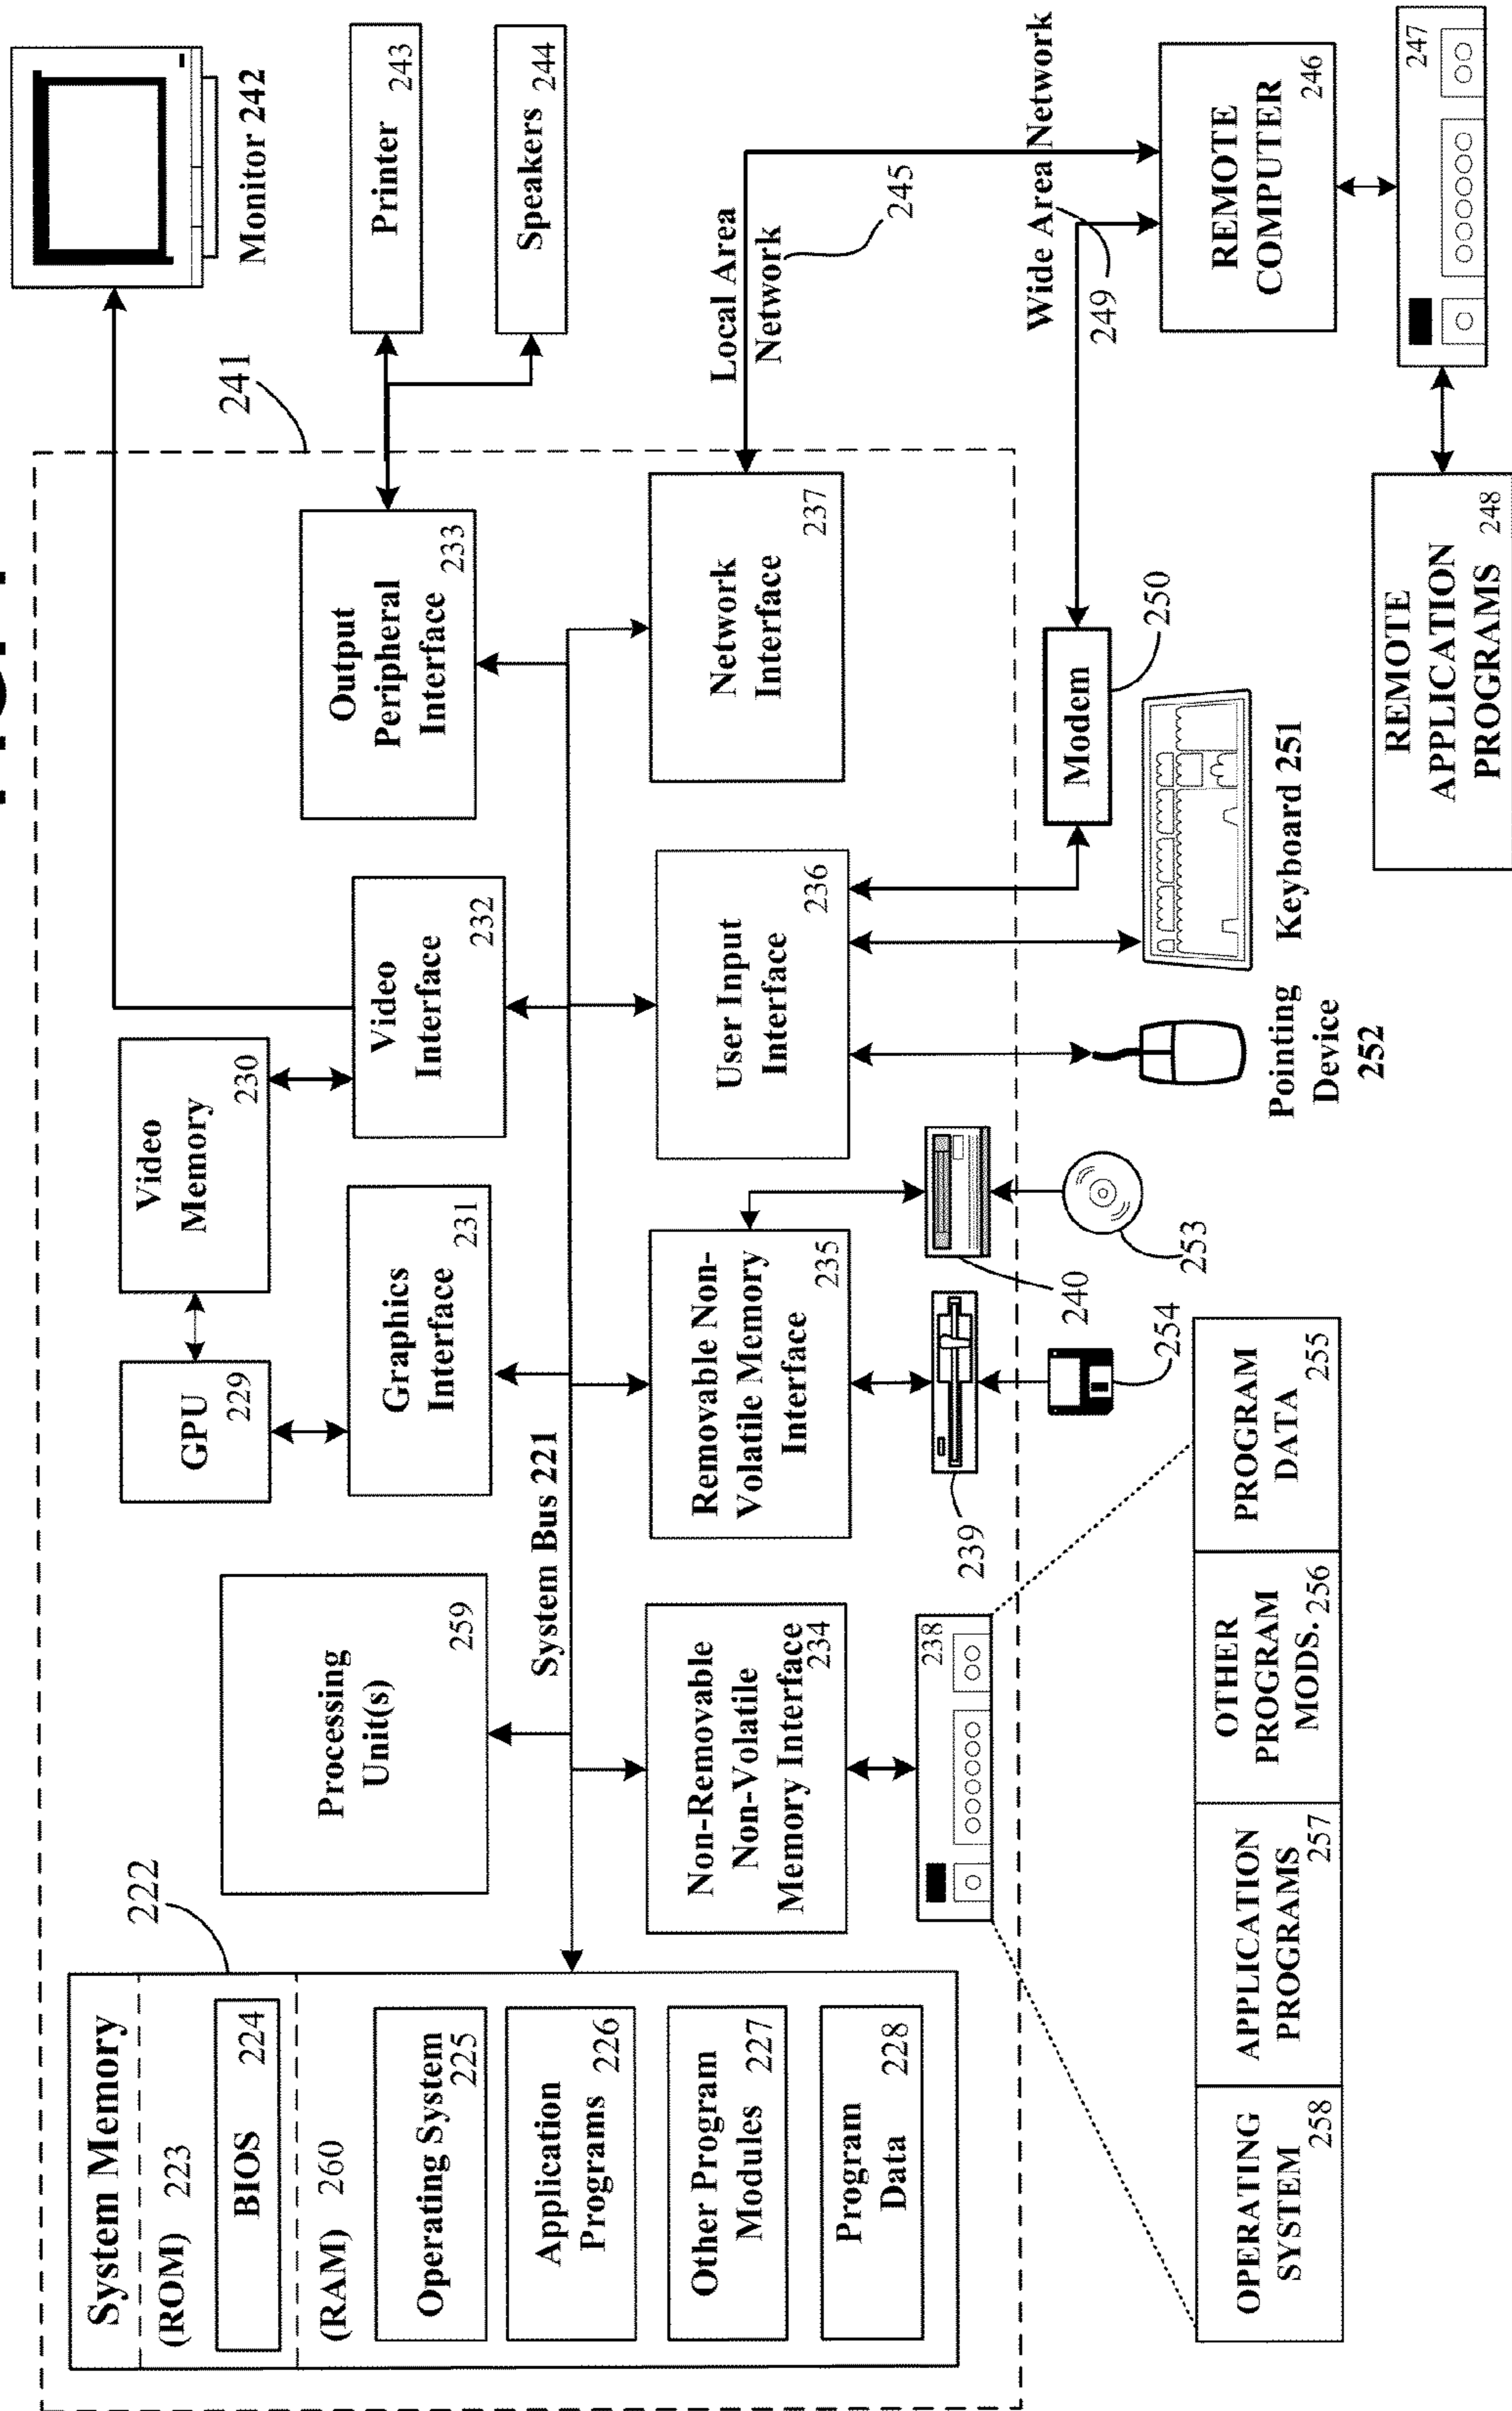 System Memory
(ROM) 223
BIOS 224
(RAM) 260
Operating System
225
Application
Programs 226
Other Program
Modules 227
Program
Data 228
222
Processing
Unit(s)
259
GPU
229
Video
Memory
230
Graphics
Interface
231
Video
Interface
232
Output
Peripheral
Interface
233
241
Monitor 242
Printer
243
Speakers
244
System Bus 221
Non-Removable
Non-Volatile
Memory Interface
234
Removable Non-
Volatile Memory
Interface
235
User Input
Interface
236
Network
Interface
237
Local Area
Network
245
238
239
240
254
253
Pointing
Device
252
Keyboard 251
Modem
250
Wide Area Network
249
REMOTE
COMPUTER
246
247
REMOTE
APPLICATION
PROGRAMS
248
OPERATING
SYSTEM
258
APPLICATION
PROGRAMS
257
OTHER
PROGRAM
MODS. 256
PROGRAM
DATA
255